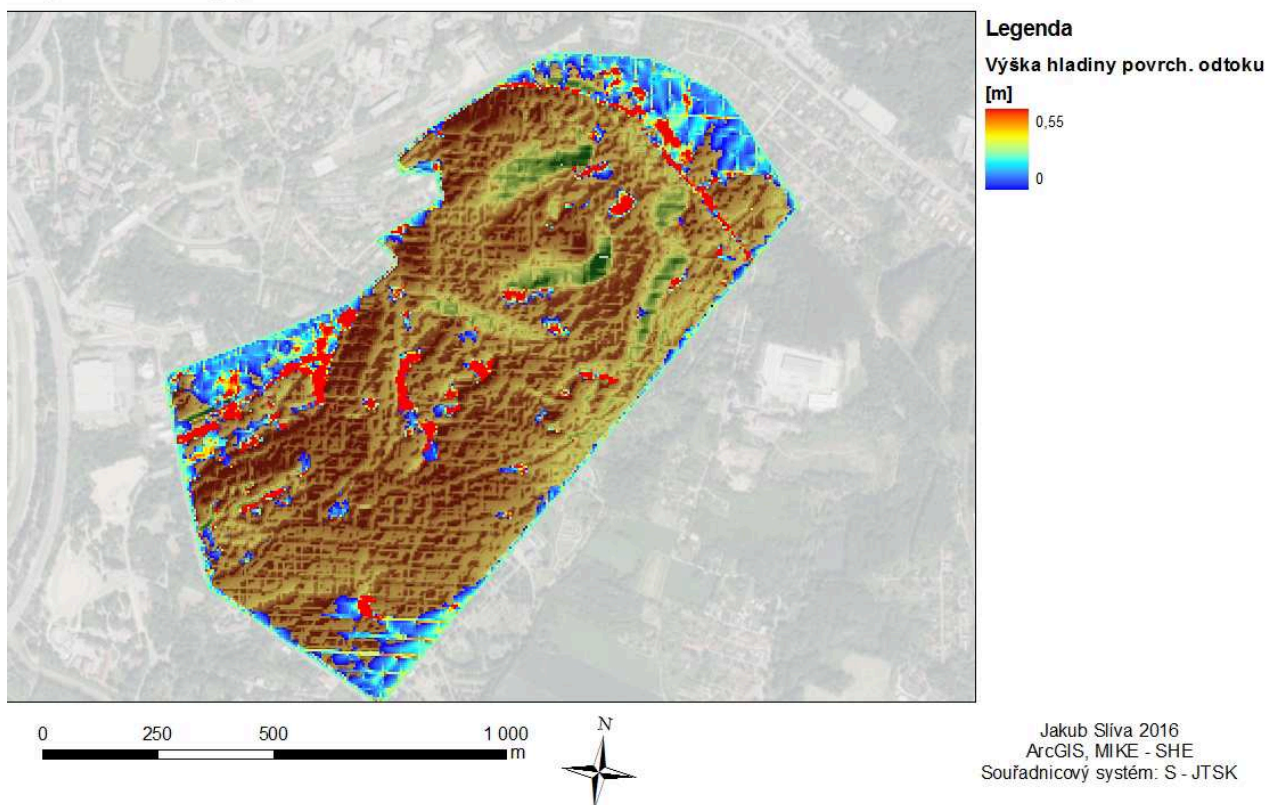 Legenda
Výška hladiny povrch. odtoku
[m]
0,55
0
0 250 500 1 000
m
N
Jakub Slíva 2016
ArcGIS, MIKE - SHE
Souřadnicový systém: S - JTSK